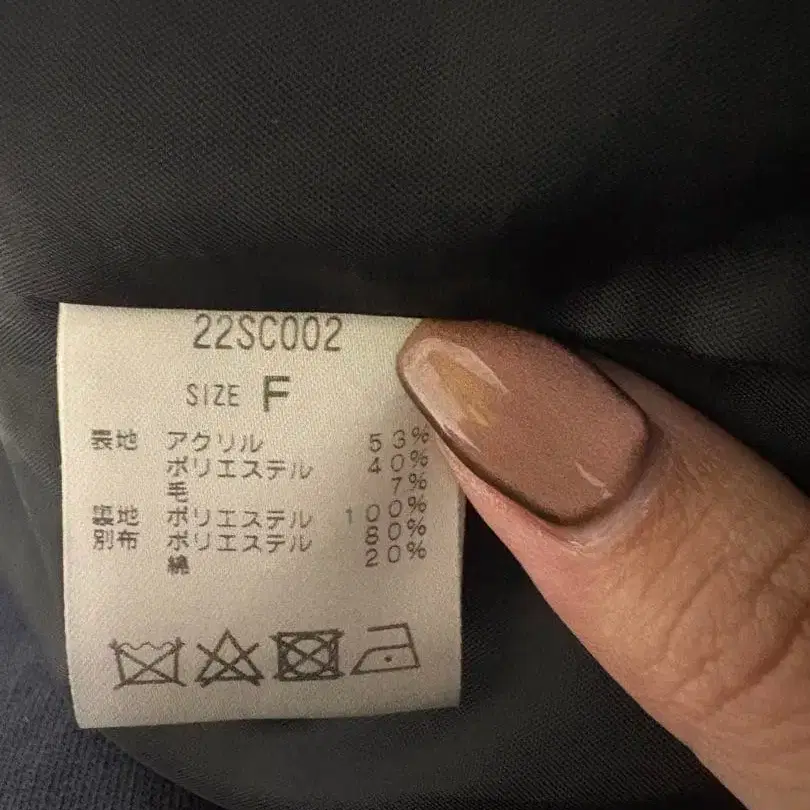 22SC002
SIZE F
表地 アクリル 53%
ポリエステル 40%
毛 7%
裏地 ポリエステル 100%
別布 ポリエステル 80%
綿 20%